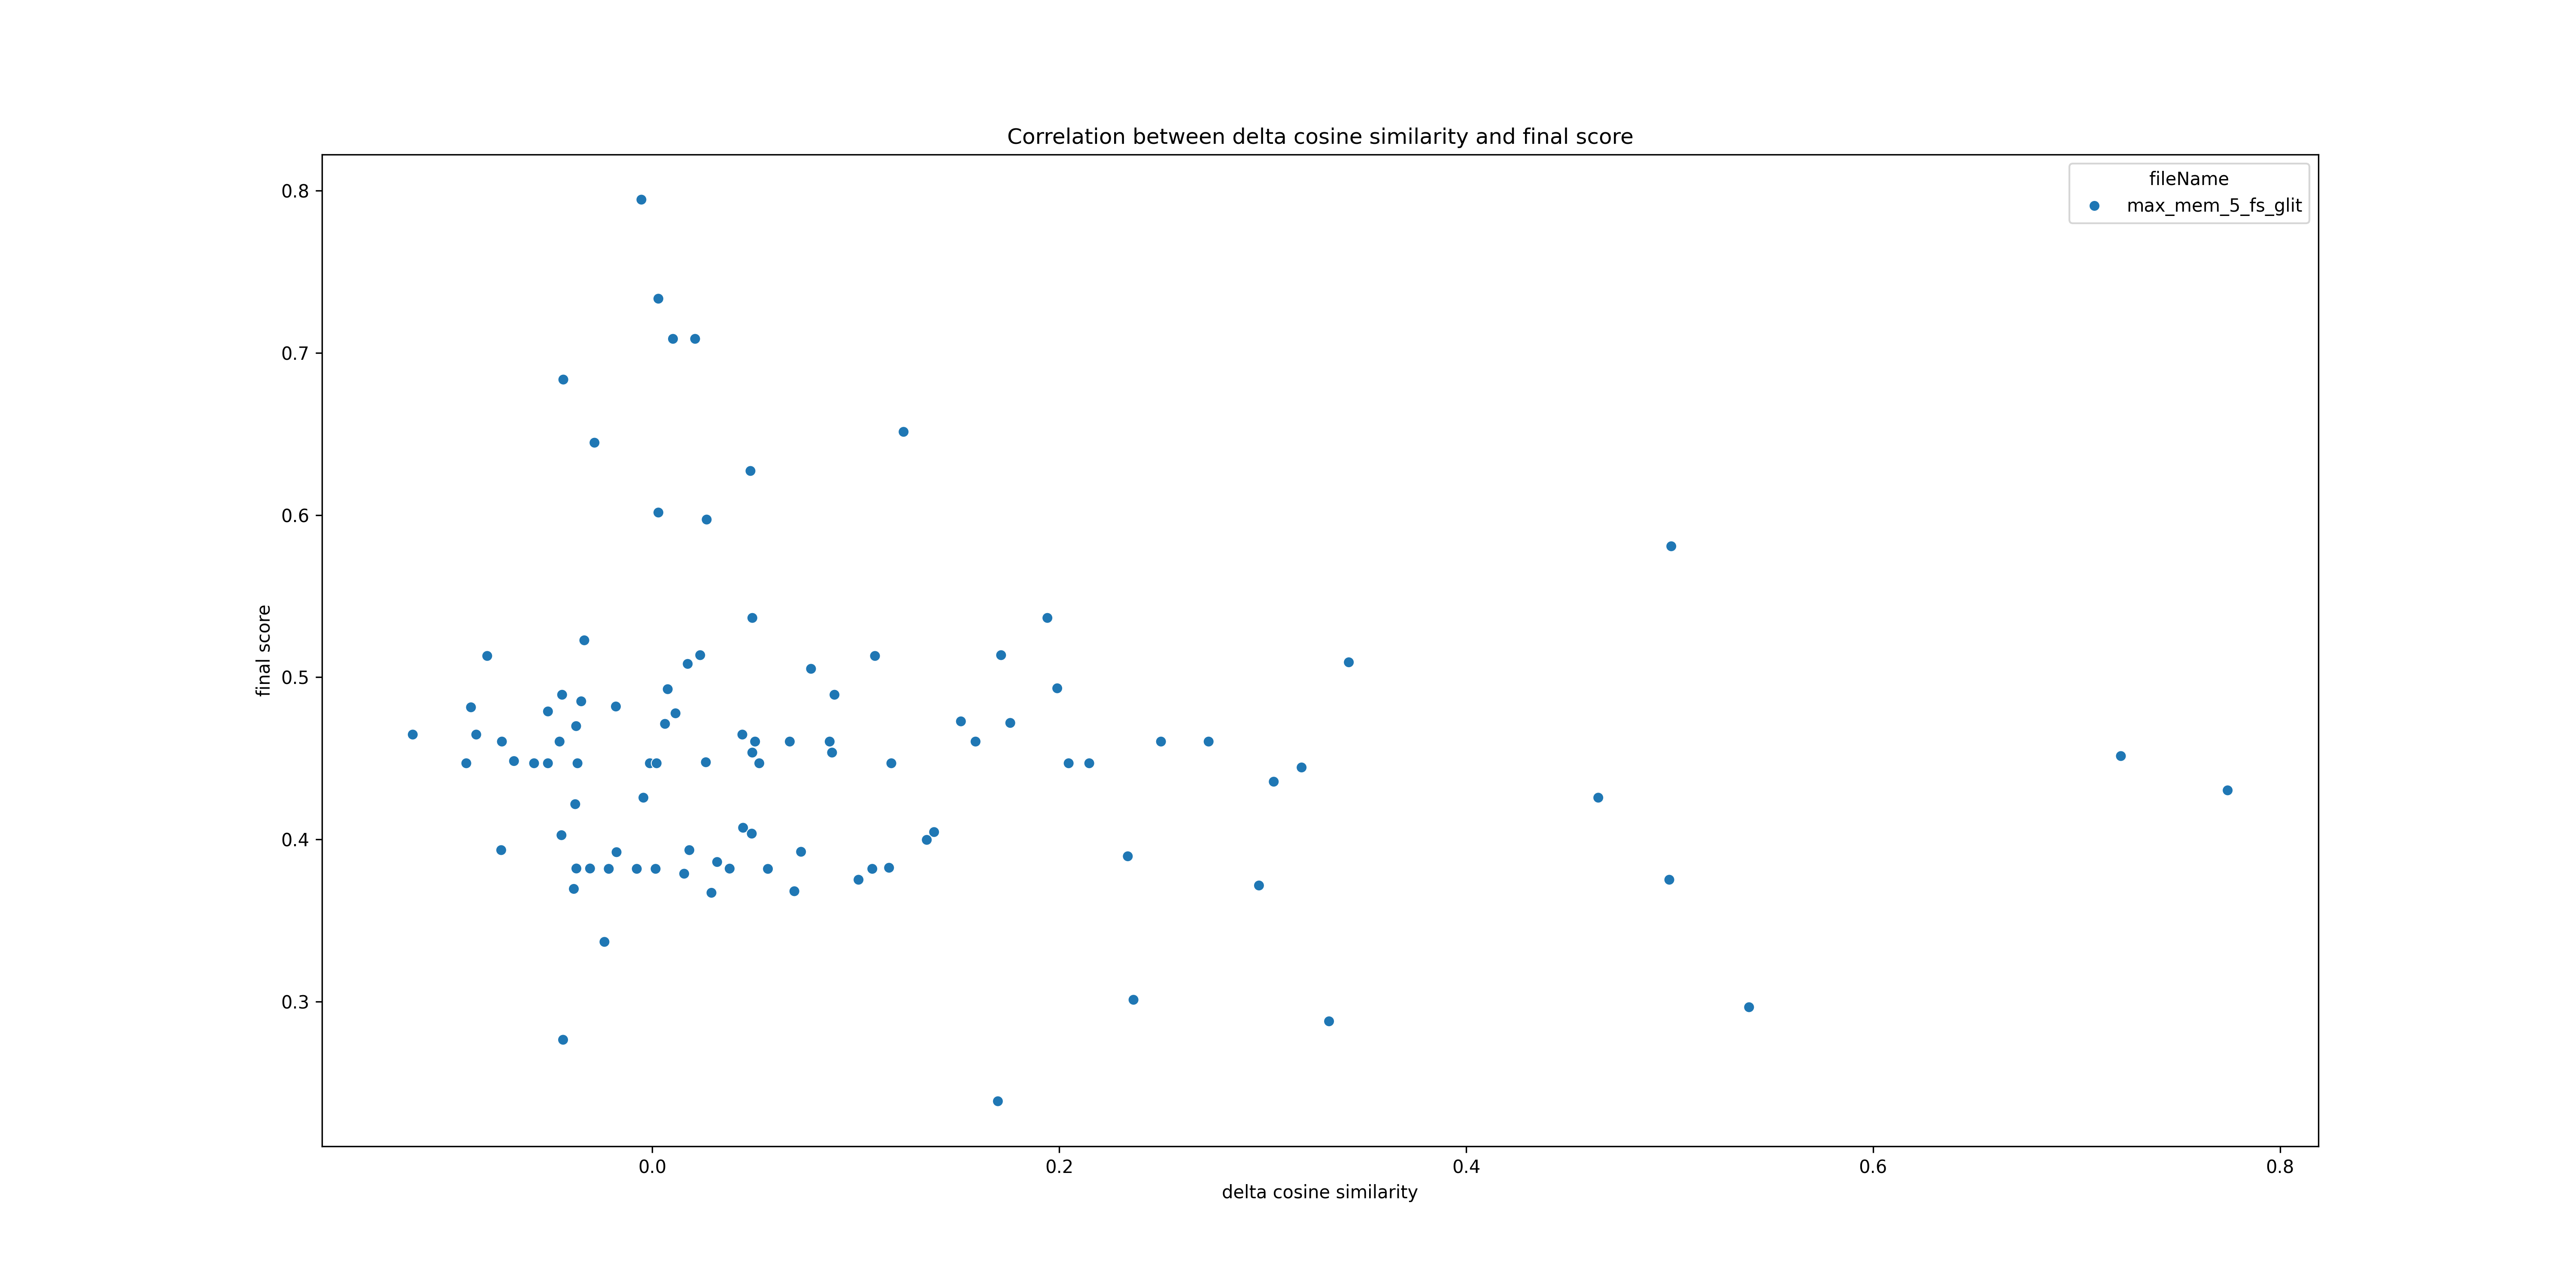 Correlation between delta cosine similarity and final score
fileName
max_mem_5_fs_glit
0.8
0.7
0.6
0.5
0.4
0.3
final score
0.0
0.2
0.4
0.6
0.8
delta cosine similarity